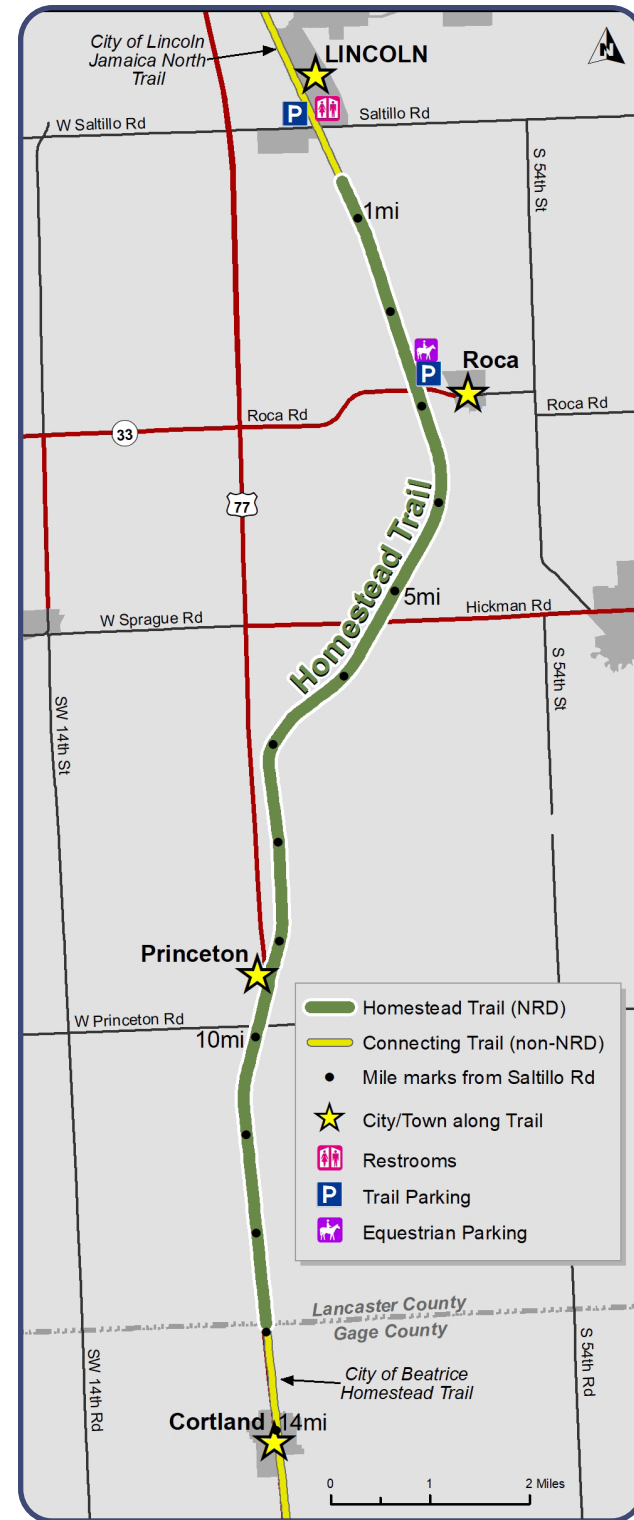 City of Lincoln
Jamaica North
Trail
LINCOLN
N
P
W Saltillo Rd
Saltillo Rd
S 54th St
1mi
Roca
P
Roca Rd
Roca Rd
33
77
Homestead Trail
5mi
Hickman Rd
W Sprague Rd
SW 14th St
S 54th St
Princeton
W Princeton Rd
10mi
Homestead Trail (NRD)
Connecting Trail (non-NRD)
Mile marks from Saltillo Rd
City/Town along Trail
Restrooms
P
Trail Parking
Equestrian Parking
Lancaster County
Gage County
SW 14th Rd
S 54th Rd
City of Beatrice
Homestead Trail
Cortland
14mi
0
1
2 Miles